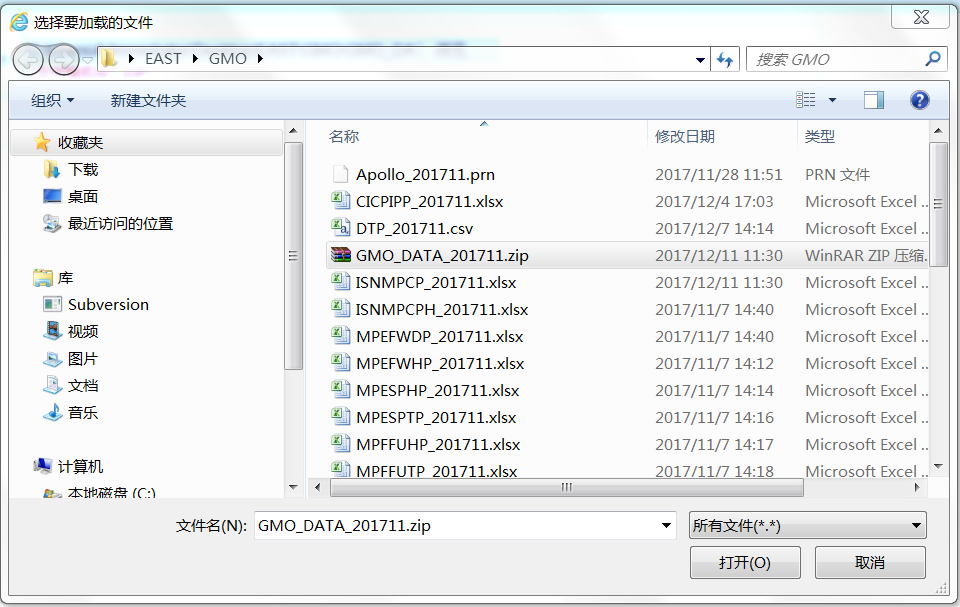 选择要加载的文件
EAST GMO
搜索 GMO
组织 新建文件夹
收藏夹
下载
桌面
最近访问的位置
库
Subversion
视频
图片
文档
音乐
计算机
本地磁盘 (C:)
名称 修改日期 类型
Apollo_201711.prn 2017/11/28 11:51 PRN 文件
CICPIPP_201711.xlsx 2017/12/4 17:03 Microsoft Excel ..
DTP_201711.csv 2017/12/7 14:14 Microsoft Excel ..
GMO_DATA_201711.zip 2017/12/11 11:30 WinRAR ZIP 压缩.
ISNMPCP_201711.xlsx 2017/12/11 11:30 Microsoft Excel ..
ISNMPCPH_201711.xlsx 2017/11/7 14:40 Microsoft Excel ..
MPEFWDP_201711.xlsx 2017/11/7 14:40 Microsoft Excel ..
MPEFWHP_201711.xlsx 2017/11/7 14:12 Microsoft Excel ..
MPESPHP_201711.xlsx 2017/11/7 14:14 Microsoft Excel ..
MPESPTP_201711.xlsx 2017/11/7 14:16 Microsoft Excel ..
MPFFUHP_201711.xlsx 2017/11/7 14:17 Microsoft Excel ..
MPFFUTP_201711.xlsx 2017/11/7 14:18 Microsoft Excel ..
文件名(N): GMO_DATA_201711.zip 所有文件(*.*)
打开(O) 取消